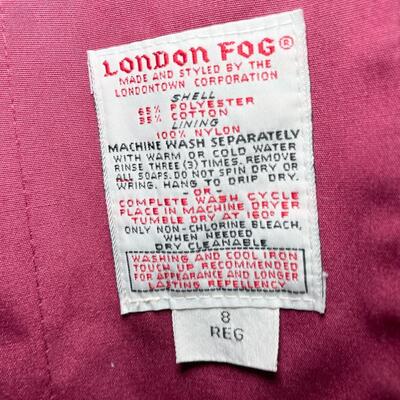 LONDON FOG®
MADE AND STYLED BY THE
LONDONTOWN CORPORATION
SHELL
65% POLYESTER
35% COTTON
LINING
100% NYLON
MACHINE WASH SEPARATELY
WITH WARM OR COLD WATER
RINSE THREE (3) TIMES. REMOVE
ALL SOAPS. DO NOT SPIN DRY OR
WRING. HANG TO DRIP DRY.
-OR-
COMPLETE WASH CYCLE
PLACE IN MACHINE DRYER
TUMBLE DRY AT 160° F
ONLY NON-CHLORINE BLEACH,
WHEN NEEDED
DRY CLEANABLE
WASHING AND COOL IRON
TOUCH UP RECOMMENDED
FOR APPEARANCE AND LONGER
LASTING REPELLENCY
8
REG